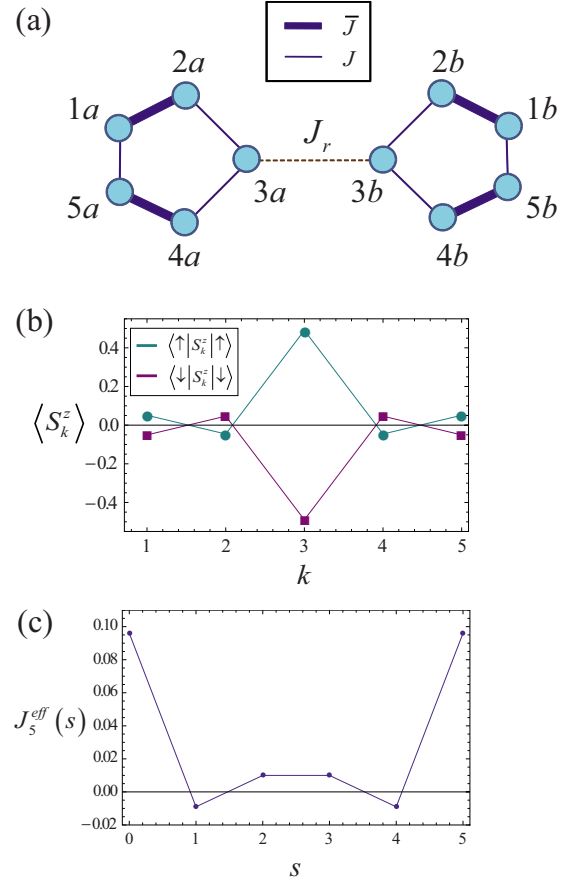 (a)
J̅
J
1a
2a
3a
4a
5a
J_r
2b
1b
3b
4b
5b
(b)
⟨↑|S_k^z|↑⟩
⟨↓|S_k^z|↓⟩
⟨S_k^z⟩
0.4
0.2
0.0
−0.2
−0.4
1 2 3 4 5
k
(c)
J_5^eff(s)
0.10
0.08
0.06
0.04
0.02
0.00
−0.02
0 1 2 3 4 5
s